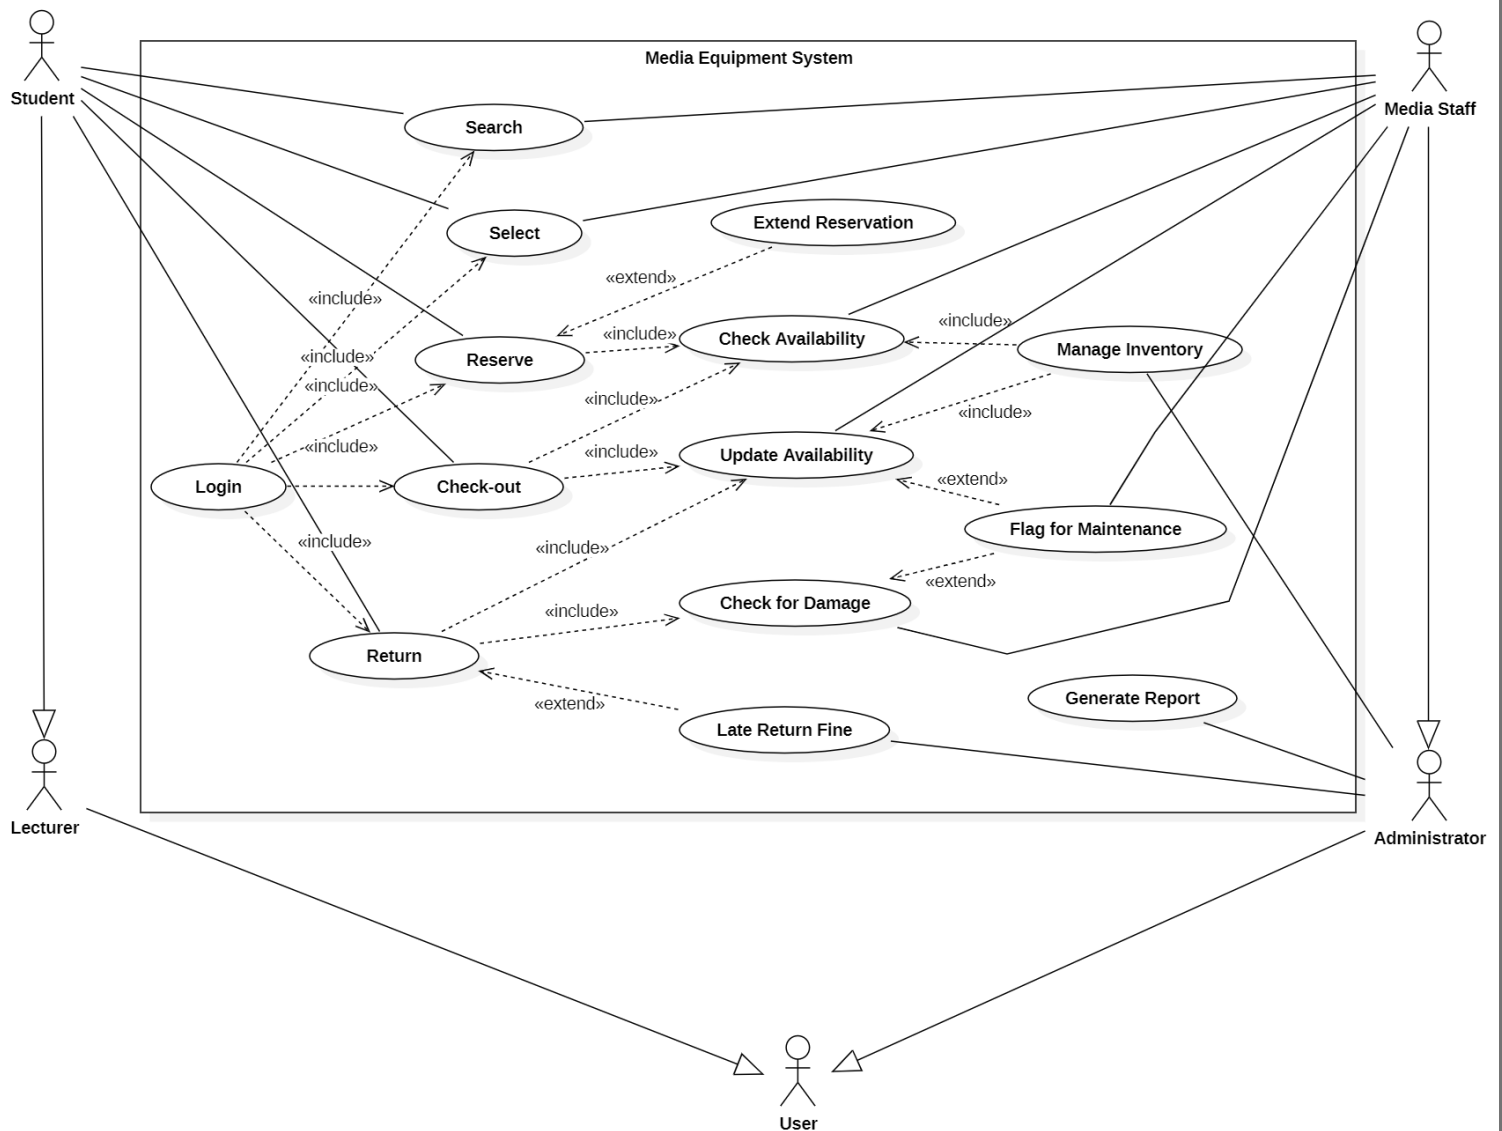 Media Equipment System
Student
Media Staff
Search
Extend Reservation
Select
«extend»
«include»
«include»
«include»
Check Availability
Manage Inventory
«include»
Reserve
«include»
«include»
«include»
«include»
«include»
Update Availability
«extend»
Login
Check-out
Flag for Maintenance
«include»
«include»
«extend»
Check for Damage
«include»
Return
Generate Report
«extend»
Late Return Fine
Lecturer
Administrator
User